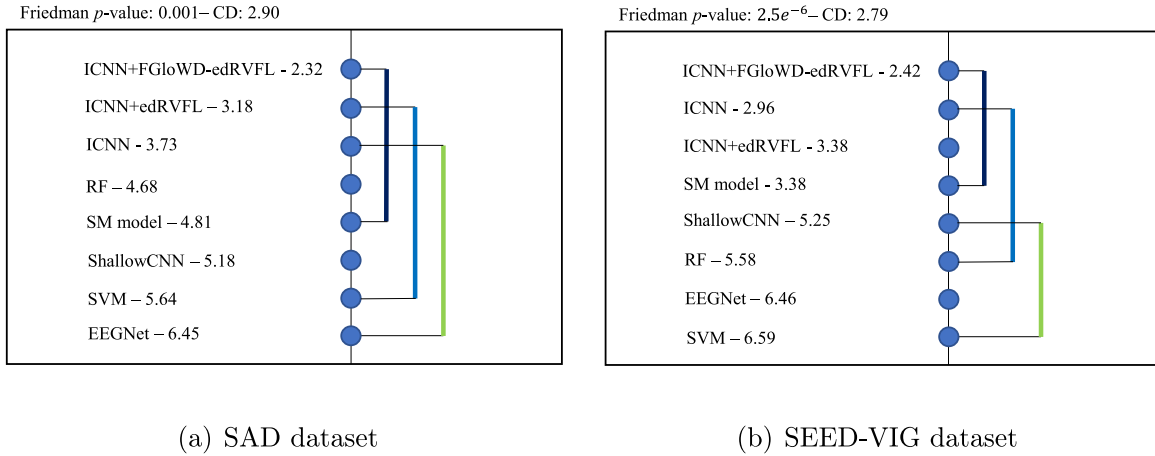 Friedman p-value: 0.001– CD: 2.90
ICNN+FGloWD-edRVFL - 2.32
ICNN+edRVFL – 3.18
ICNN - 3.73
RF – 4.68
SM model – 4.81
ShallowCNN – 5.18
SVM – 5.64
EEGNet – 6.45
(a) SAD dataset
Friedman p-value: 2.5e⁻⁶– CD: 2.79
ICNN+FGloWD-edRVFL - 2.42
ICNN - 2.96
ICNN+edRVFL – 3.38
SM model - 3.38
ShallowCNN – 5.25
RF – 5.58
EEGNet – 6.46
SVM – 6.59
(b) SEED-VIG dataset